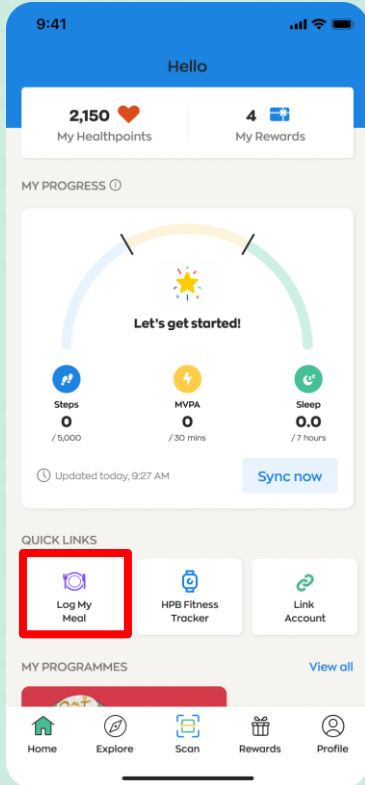 9:41
Hello
2,150
My Healthpoints
4
My Rewards
MY PROGRESS
Let's get started!
Steps
0
/ 5,000
MVPA
0
/ 30 mins
Sleep
0.0
/ 7 hours
Updated today, 9:27 AM
Sync now
QUICK LINKS
Log My
Meal
HPB Fitness
Tracker
Link
Account
MY PROGRAMMES
View all
Home
Explore
Scan
Rewards
Profile